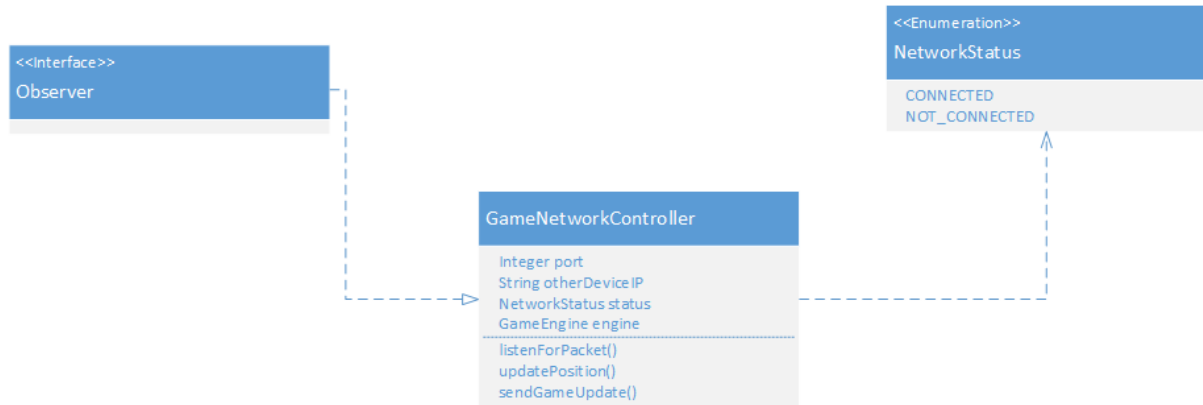 <<Interface>>
Observer
<<Enumeration>>
NetworkStatus
CONNECTED
NOT_CONNECTED
GameNetworkController
Integer port
String otherDeviceIP
NetworkStatus status
GameEngine engine
listenForPacket()
updatePosition()
sendGameUpdate()